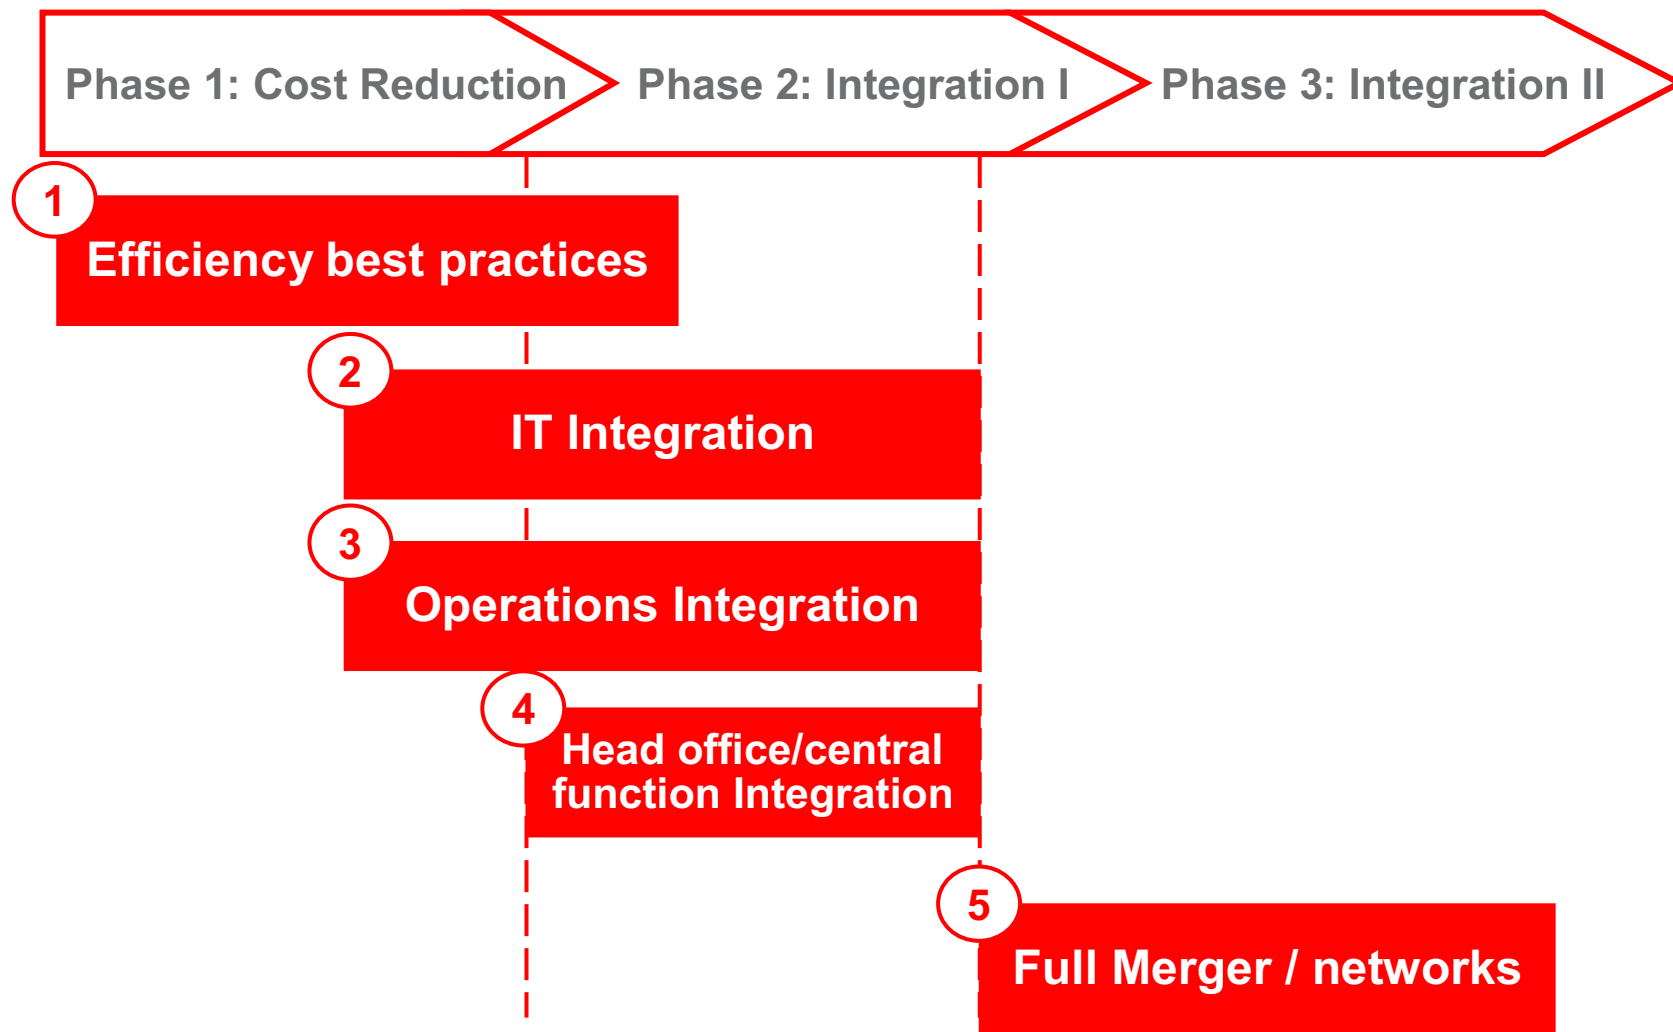 Phase 1: Cost Reduction
Phase 2: Integration I
Phase 3: Integration II
1
Efficiency best practices
2
IT Integration
3
Operations Integration
4
Head office/central
function Integration
5
Full Merger / networks